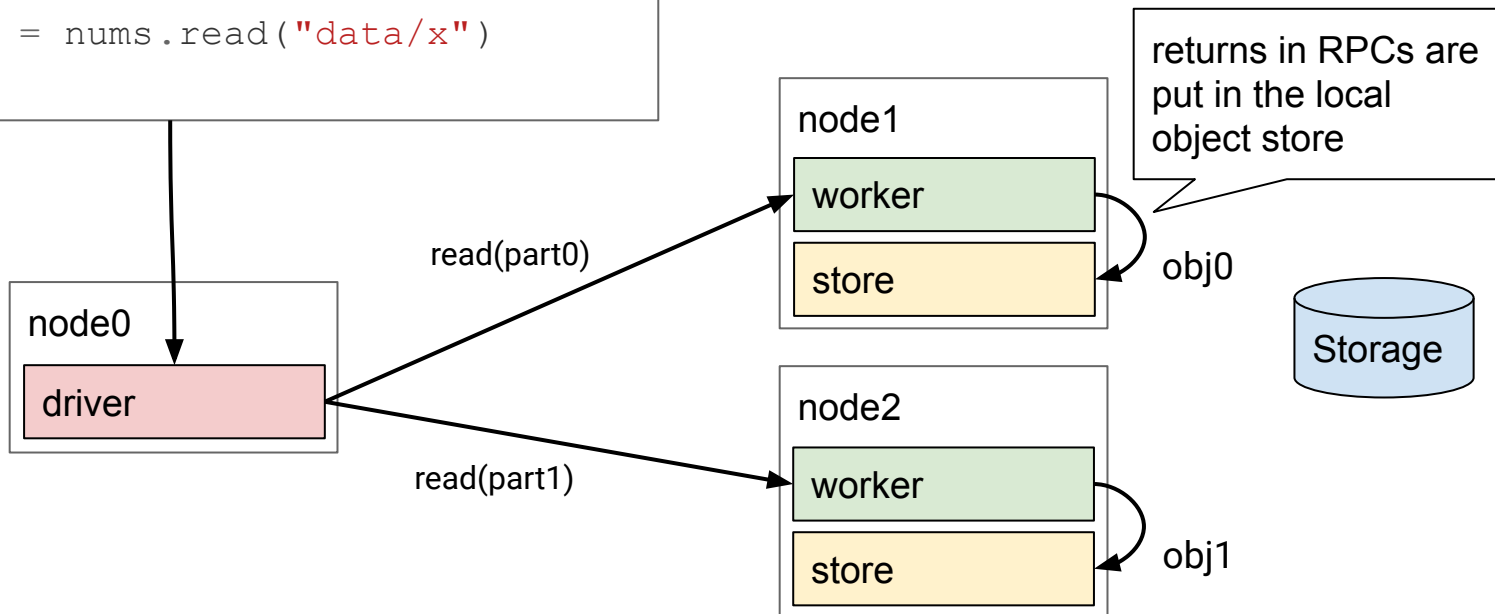 = nums.read("data/x")
returns in RPCs are
put in the local
object store
node1
worker
read(part0)
store
obj0
node0
Storage
driver
node2
read(part1)
worker
obj1
store